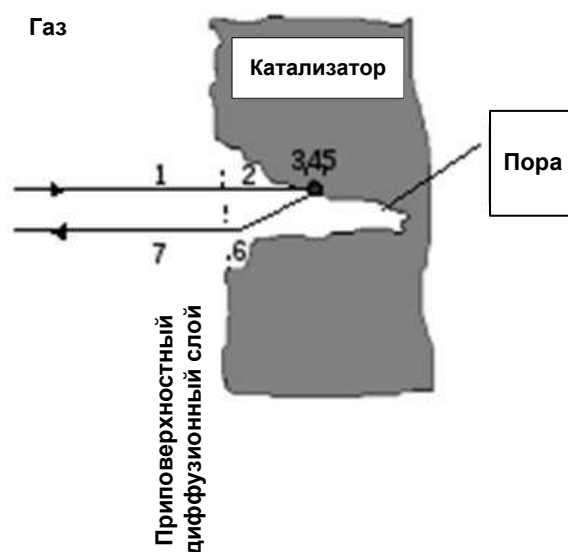 Газ
Катализатор
3,4,5
Пора
1
2
7
.6
Приповерхностный
диффузионный слой